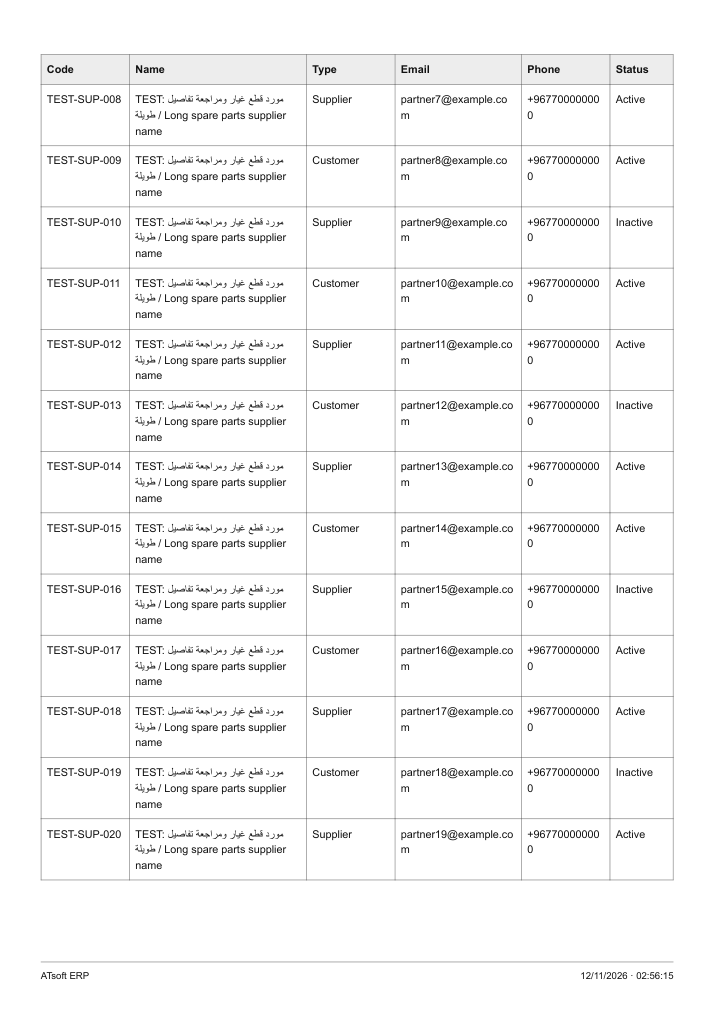 Code Name Type Email Phone Status
TEST-SUP-008 TEST: مورد قطع غيار ومراجعة تفاصيل Supplier partner7@example.co +96770000000 Active
طويلة / Long spare parts supplier m 0
name
TEST-SUP-009 TEST: مورد قطع غيار ومراجعة تفاصيل Customer partner8@example.co +96770000000 Active
طويلة / Long spare parts supplier m 0
name
TEST-SUP-010 TEST: مورد قطع غيار ومراجعة تفاصيل Supplier partner9@example.co +96770000000 Inactive
طويلة / Long spare parts supplier m 0
name
TEST-SUP-011 TEST: مورد قطع غيار ومراجعة تفاصيل Customer partner10@example.co +96770000000 Active
طويلة / Long spare parts supplier m 0
name
TEST-SUP-012 TEST: مورد قطع غيار ومراجعة تفاصيل Supplier partner11@example.co +96770000000 Active
طويلة / Long spare parts supplier m 0
name
TEST-SUP-013 TEST: مورد قطع غيار ومراجعة تفاصيل Customer partner12@example.co +96770000000 Inactive
طويلة / Long spare parts supplier m 0
name
TEST-SUP-014 TEST: مورد قطع غيار ومراجعة تفاصيل Supplier partner13@example.co +96770000000 Active
طويلة / Long spare parts supplier m 0
name
TEST-SUP-015 TEST: مورد قطع غيار ومراجعة تفاصيل Customer partner14@example.co +96770000000 Active
طويلة / Long spare parts supplier m 0
name
TEST-SUP-016 TEST: مورد قطع غيار ومراجعة تفاصيل Supplier partner15@example.co +96770000000 Inactive
طويلة / Long spare parts supplier m 0
name
TEST-SUP-017 TEST: مورد قطع غيار ومراجعة تفاصيل Customer partner16@example.co +96770000000 Active
طويلة / Long spare parts supplier m 0
name
TEST-SUP-018 TEST: مورد قطع غيار ومراجعة تفاصيل Supplier partner17@example.co +96770000000 Active
طويلة / Long spare parts supplier m 0
name
TEST-SUP-019 TEST: مورد قطع غيار ومراجعة تفاصيل Customer partner18@example.co +96770000000 Inactive
طويلة / Long spare parts supplier m 0
name
TEST-SUP-020 TEST: مورد قطع غيار ومراجعة تفاصيل Supplier partner19@example.co +96770000000 Active
طويلة / Long spare parts supplier m 0
name
ATsoft ERP 12/11/2026 · 02:56:15